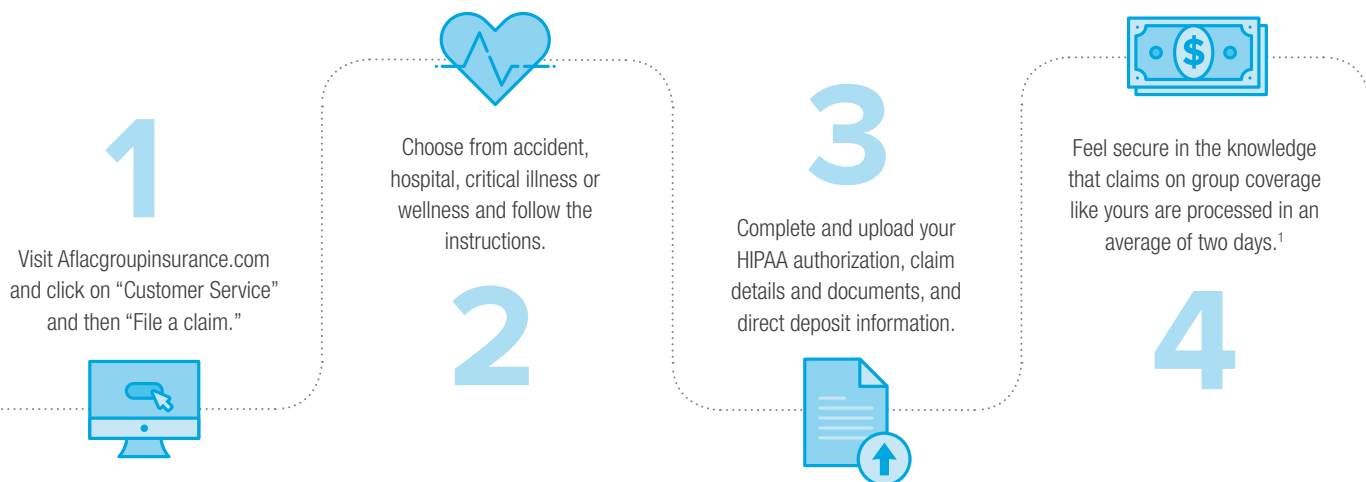 1
Visit Aflacgroupinsurance.com
and click on “Customer Service”
and then “File a claim.”
Choose from accident,
hospital, critical illness or
wellness and follow the
instructions.
2
3
Complete and upload your
HIPAA authorization, claim
details and documents, and
direct deposit information.
$
Feel secure in the knowledge
that claims on group coverage
like yours are processed in an
average of two days.1
4